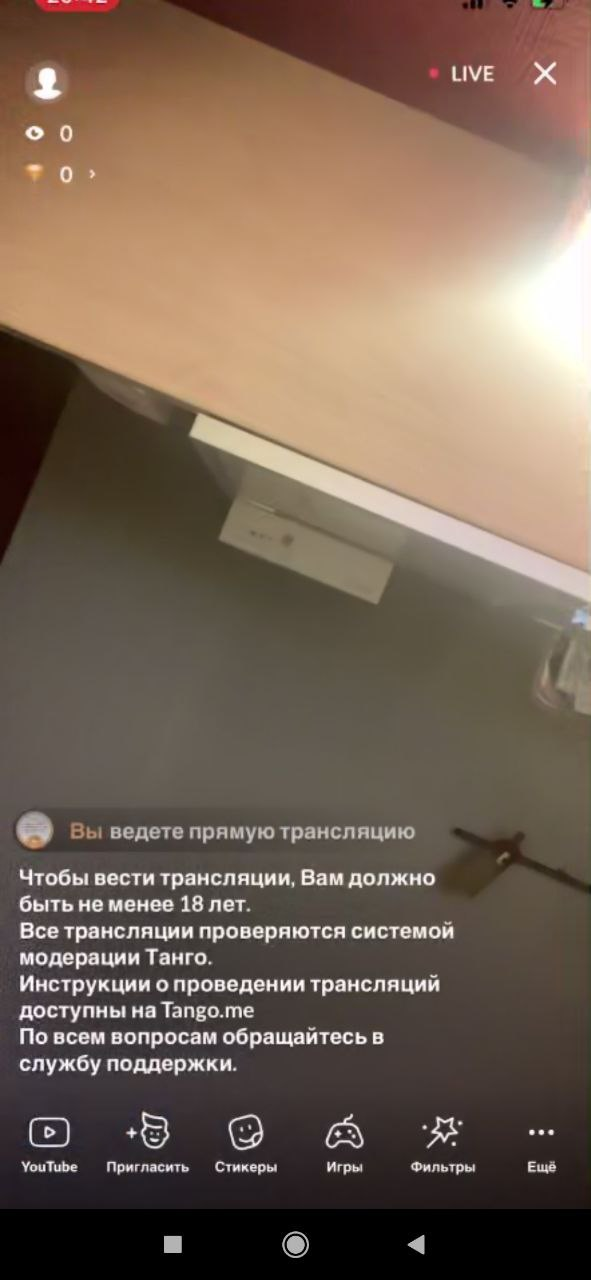 LIVE
0
0
Вы ведете прямую трансляцию
Чтобы вести трансляции, Вам должно
быть не менее 18 лет.
Все трансляции проверяются системой
модерации Танго.
Инструкции о проведении трансляций
доступны на Tango.me
По всем вопросам обращайтесь в
службу поддержки.
YouTube
Пригласить
Стикеры
Игры
Фильтры
Ещё